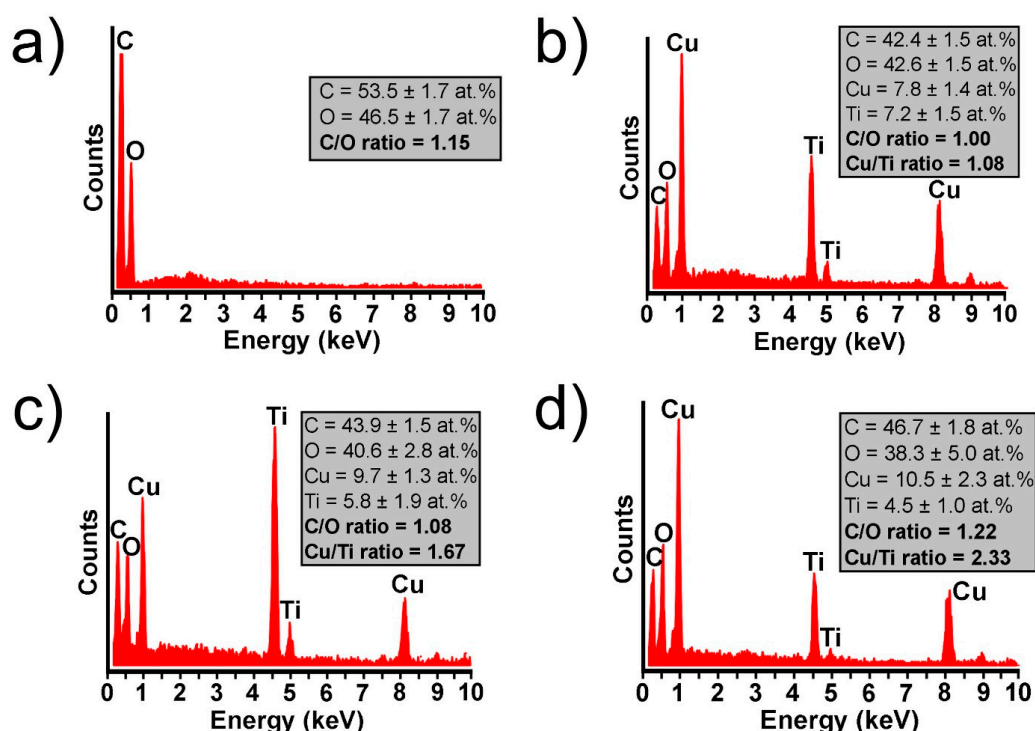 a)
C
O
C = 53.5 ± 1.7 at.%
O = 46.5 ± 1.7 at.%
C/O ratio = 1.15
Counts
0 1 2 3 4 5 6 7 8 9 10
Energy (keV)
b)
Cu
C
O
Ti
Ti
Cu
C = 42.4 ± 1.5 at.%
O = 42.6 ± 1.5 at.%
Cu = 7.8 ± 1.4 at.%
Ti = 7.2 ± 1.5 at.%
C/O ratio = 1.00
Cu/Ti ratio = 1.08
Counts
0 1 2 3 4 5 6 7 8 9 10
Energy (keV)
c)
C
O
Cu
Ti
Ti
Cu
C = 43.9 ± 1.5 at.%
O = 40.6 ± 2.8 at.%
Cu = 9.7 ± 1.3 at.%
Ti = 5.8 ± 1.9 at.%
C/O ratio = 1.08
Cu/Ti ratio = 1.67
Counts
0 1 2 3 4 5 6 7 8 9 10
Energy (keV)
d)
Cu
C
O
Ti
Ti
Cu
C = 46.7 ± 1.8 at.%
O = 38.3 ± 5.0 at.%
Cu = 10.5 ± 2.3 at.%
Ti = 4.5 ± 1.0 at.%
C/O ratio = 1.22
Cu/Ti ratio = 2.33
Counts
0 1 2 3 4 5 6 7 8 9 10
Energy (keV)